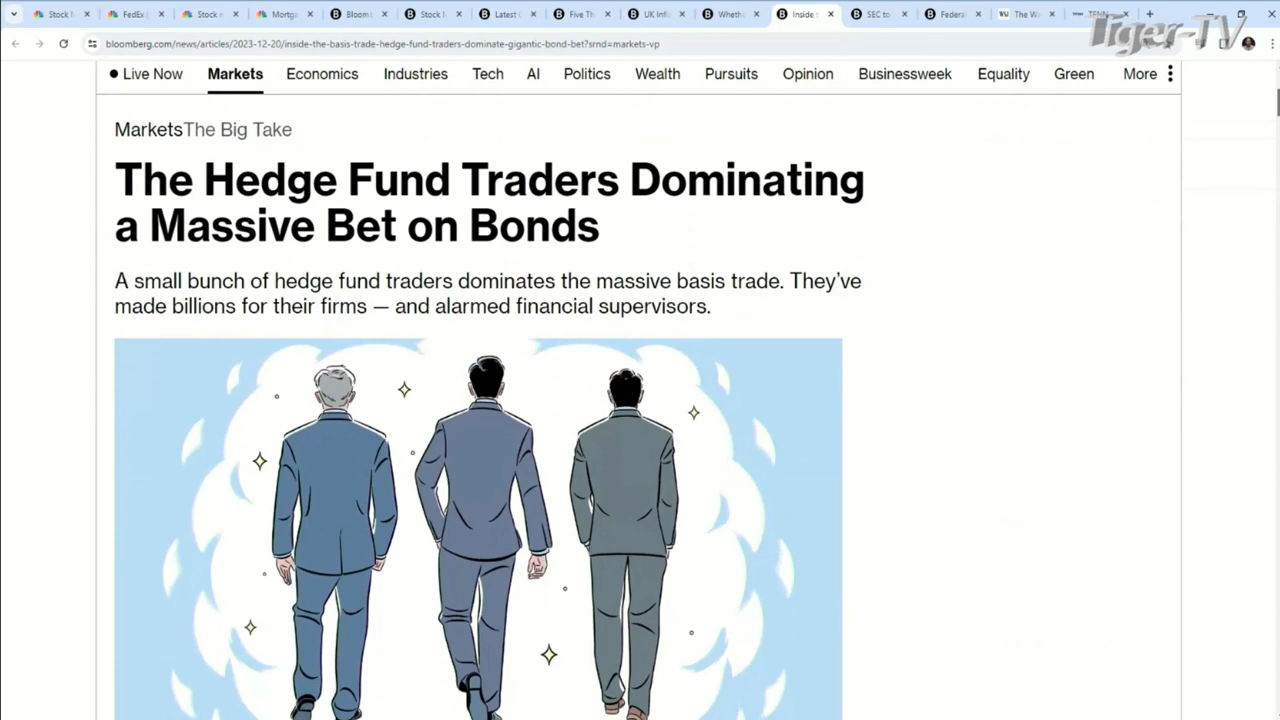 Stock M
FedEx
Stock m
Mortga
Bloomb
Stock M
Latest
Five Th
UK Infl
Wheth
Inside
SEC to
Federal
The W
TENN
Tiger-TV
bloomberg.com/news/articles/2023-12-20/inside-the-basis-trade-hedge-fund-traders-dominate-gigantic-bond-bet?srnd=markets-vp
Live Now Markets Economics Industries Tech AI Politics Wealth Pursuits Opinion Businessweek Equality Green More
MarketsThe Big Take
The Hedge Fund Traders Dominating
a Massive Bet on Bonds
A small bunch of hedge fund traders dominates the massive basis trade. They've
made billions for their firms — and alarmed financial supervisors.